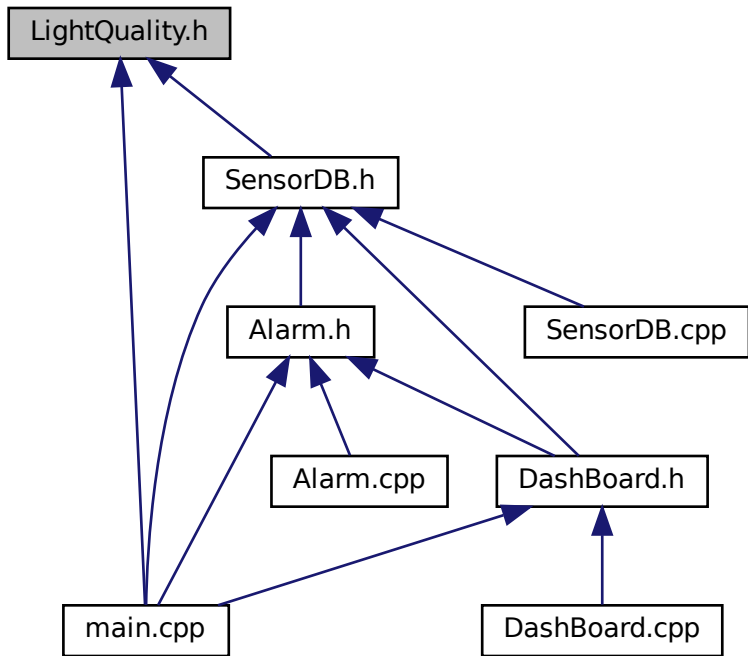 LightQuality.h
SensorDB.h
Alarm.h
SensorDB.cpp
Alarm.cpp
DashBoard.h
main.cpp
DashBoard.cpp